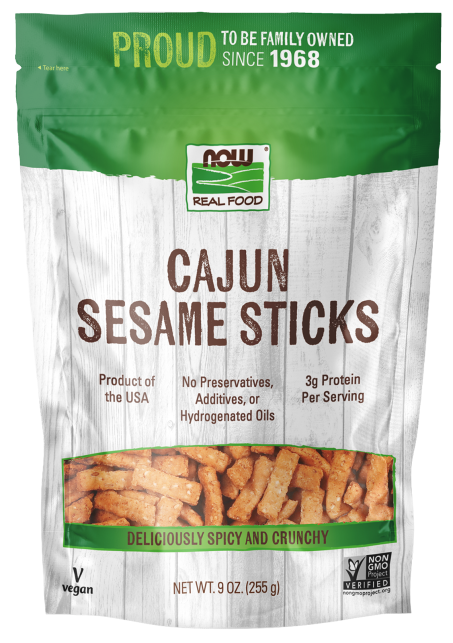 PROUD TO BE FAMILY OWNED
SINCE 1968
Tear here
now®
REAL FOOD
CAJUN
SESAME STICKS
Product of
the USA
No Preservatives,
Additives, or
Hydrogenated Oils
3g Protein
Per Serving
DELICIOUSLY SPICY AND CRUNCHY
V
vegan
NET WT. 9 OZ. (255 g)
NON
GMO
Project
VERIFIED
nongmoproject.org